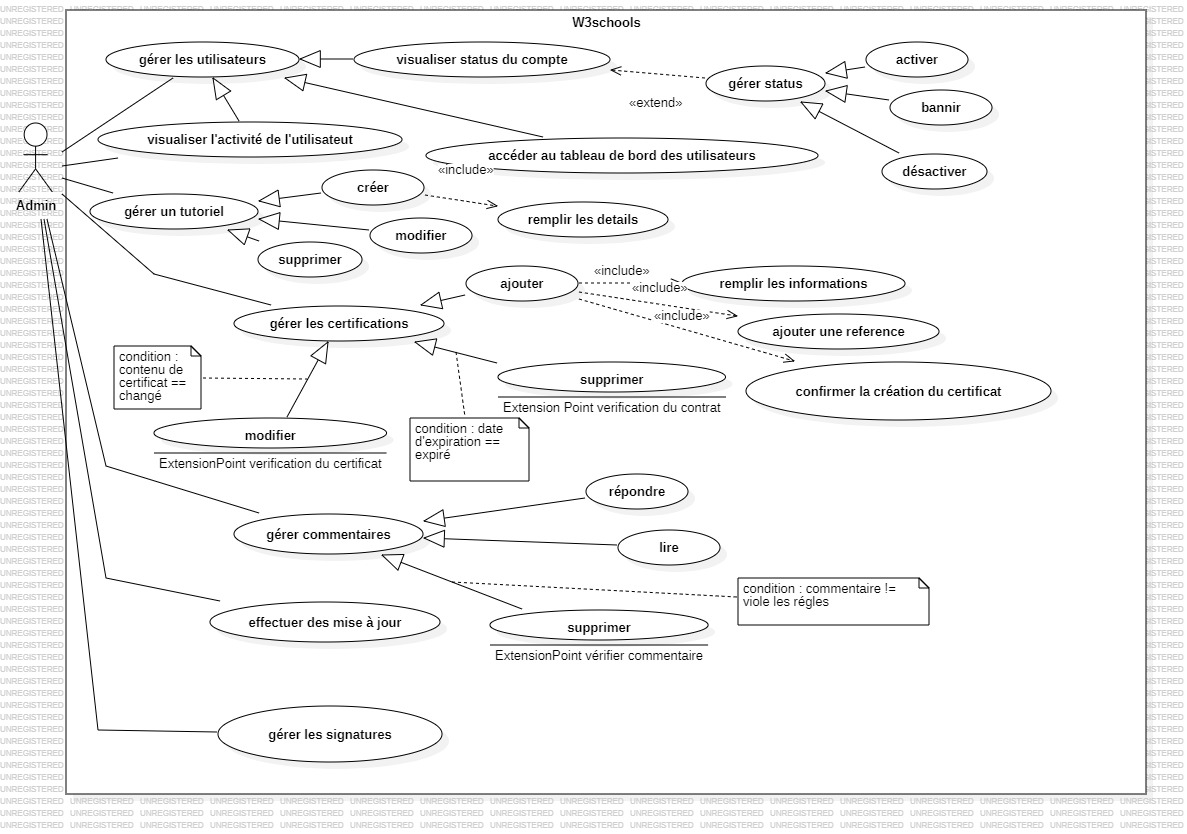 W3schools
gérer les utilisateurs
visualiser status du compte
gérer status
activer
bannir
désactiver
«extend»
visualiser l'activité de l'utilisateur
accéder au tableau de bord des utilisateurs
«include»
Admin
créer
gérer un tutoriel
remplir les details
modifier
supprimer
«include»
ajouter
remplir les informations
«include»
«include»
gérer les certifications
ajouter une reference
condition :
contenu de
certificat ==
changé
supprimer
Extension Point verification du contrat
confirmer la création du certificat
modifier
ExtensionPoint verification du certificat
condition : date
d'expiration ==
expiré
répondre
gérer commentaires
lire
condition : commentaire !=
viole les régles
effectuer des mise à jour
supprimer
ExtensionPoint vérifier commentaire
gérer les signatures
UNREGISTERED